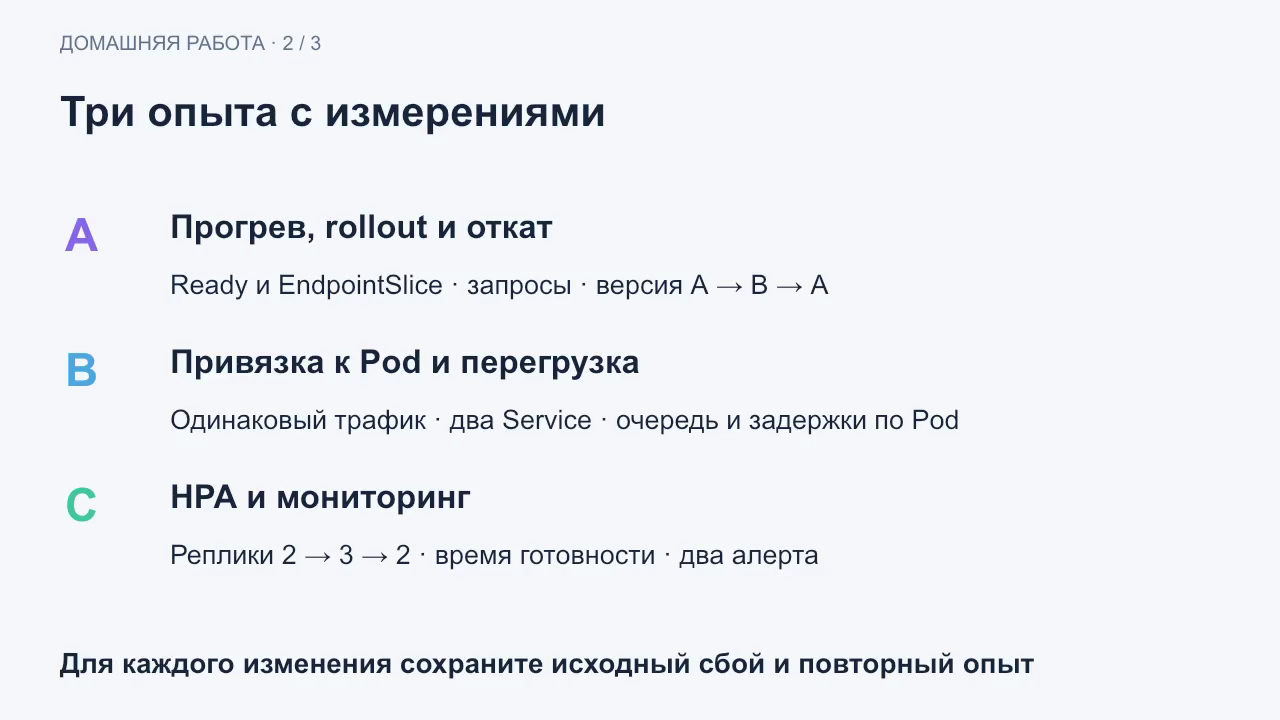 ДОМАШНЯЯ РАБОТА · 2 / 3
Три опыта с измерениями
A
Прогрев, rollout и откат
Ready и EndpointSlice · запросы · версия A → B → A
B
Привязка к Pod и перегрузка
Одинаковый трафик · два Service · очередь и задержки по Pod
C
HPA и мониторинг
Реплики 2 → 3 → 2 · время готовности · два алерта
Для каждого изменения сохраните исходный сбой и повторный опыт